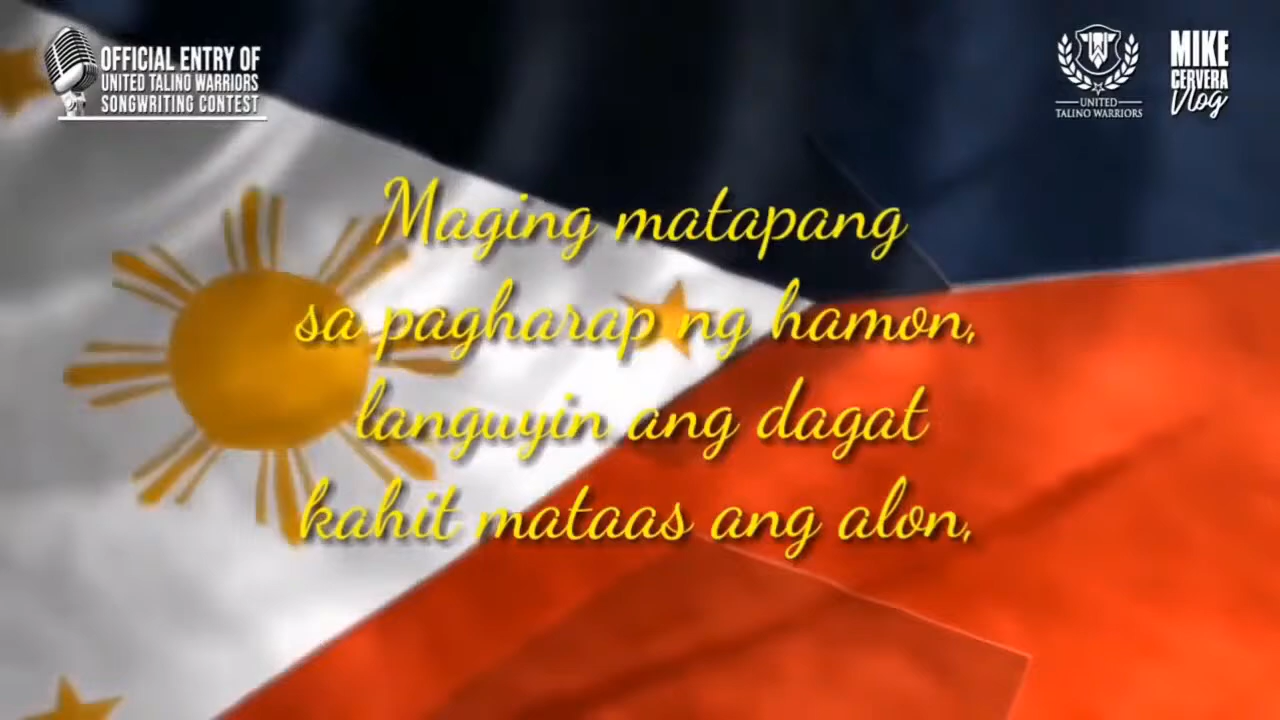 OFFICIAL ENTRY OF
UNITED TALINO WARRIORS
SONGWRITING CONTEST
UNITED
TALINO WARRIORS
MIKE
CERVERA
Vlog
Maging matapang
sa pagharap ng hamon,
languyin ang dagat
kahit mataas ang alon,